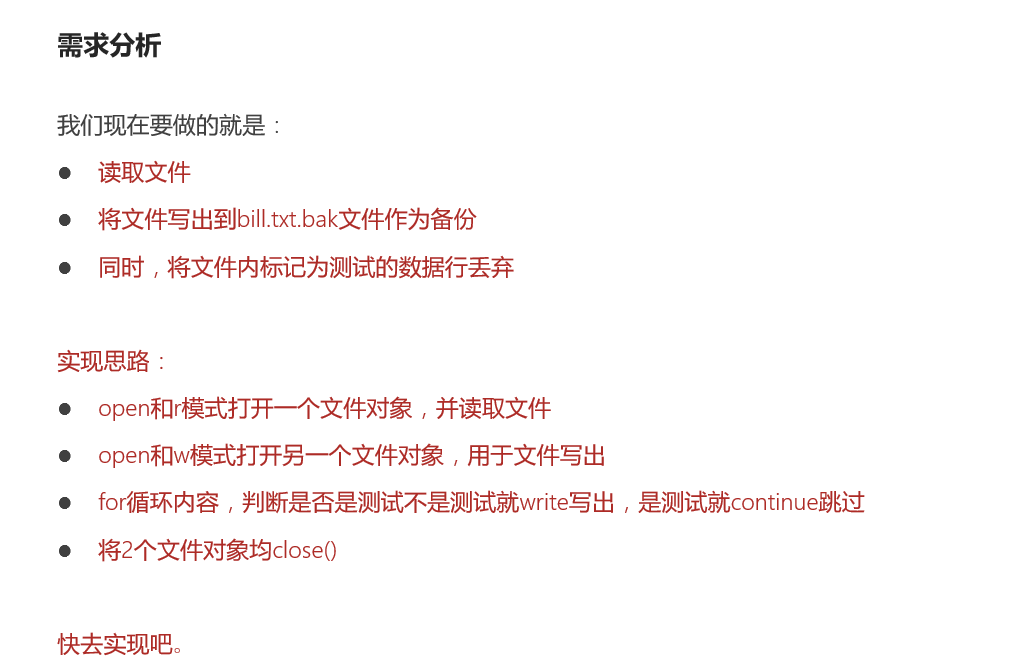 需求分析
我们现在要做的就是：
● 读取文件
● 将文件写出到bill.txt.bak文件作为备份
● 同时，将文件内标记为测试的数据行丢弃
实现思路：
● open和r模式打开一个文件对象，并读取文件
● open和w模式打开另一个文件对象，用于文件写出
● for循环内容，判断是否是测试不是测试就write写出，是测试就continue跳过
● 将2个文件对象均close()
快去实现吧。